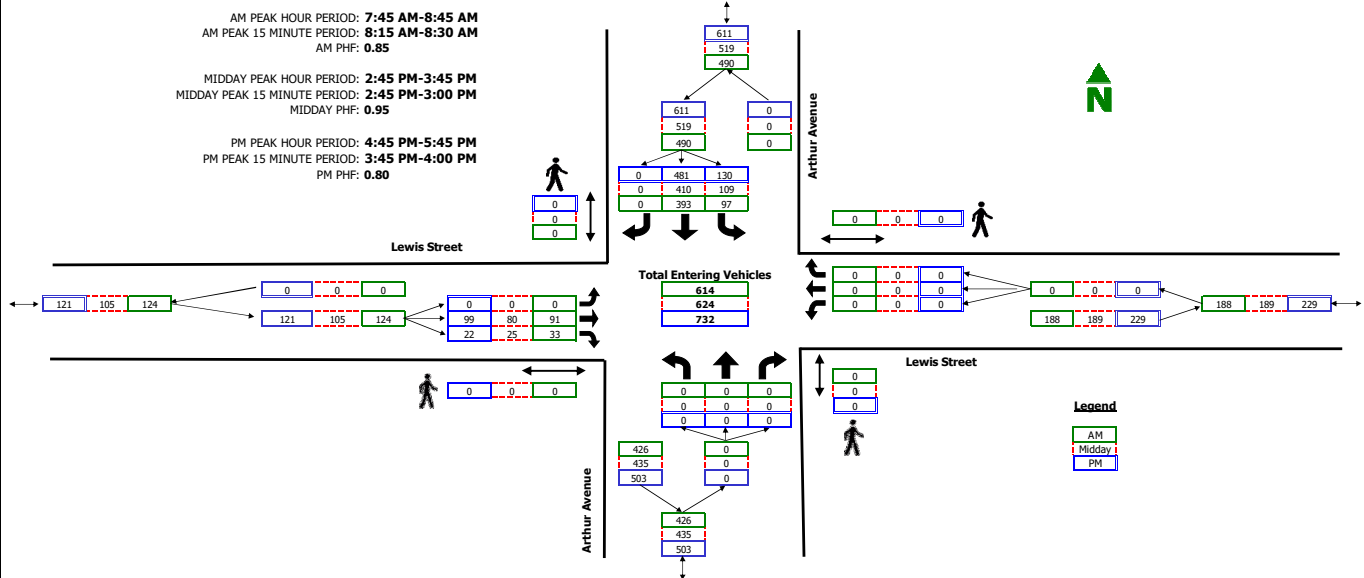 AM PEAK HOUR PERIOD: 7:45 AM-8:45 AM
AM PEAK 15 MINUTE PERIOD: 8:15 AM-8:30 AM
AM PHF: 0.85
MIDDAY PEAK HOUR PERIOD: 2:45 PM-3:45 PM
MIDDAY PEAK 15 MINUTE PERIOD: 2:45 PM-3:00 PM
MIDDAY PHF: 0.95
PM PEAK HOUR PERIOD: 4:45 PM-5:45 PM
PM PEAK 15 MINUTE PERIOD: 3:45 PM-4:00 PM
PM PHF: 0.80
611
519
490
611
519
490
0
0
0
0 481 130
0 410 109
0 393 97
Arthur Avenue
N
0
0
0
Lewis Street
0 0 0
121 105 124
0 0 0
121 105 124
0 0 0
99 80 91
22 25 33
Total Entering Vehicles
614
624
732
0 0 0
0 0 0
0 0 0
0 0 0
188 189 229
188 189 229
Lewis Street
0 0 0
0 0 0
0 0 0
0 0 0
0
0
0
426
435
503
0
0
0
426
435
503
Arthur Avenue
Legend
AM
Midday
PM